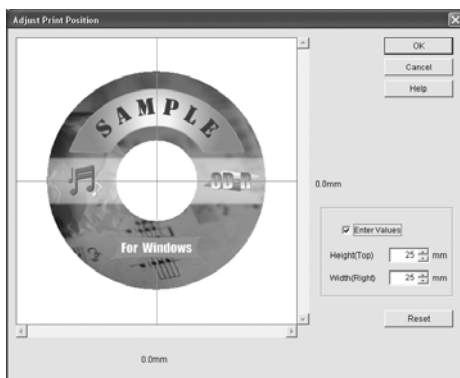 Adjust Print Position
OK
Cancel
Help
SAMPLE
CD-R
For Windows
0.0mm
Enter Values
Height(Top) 25 mm
Width(Right) 25 mm
Reset
0.0mm